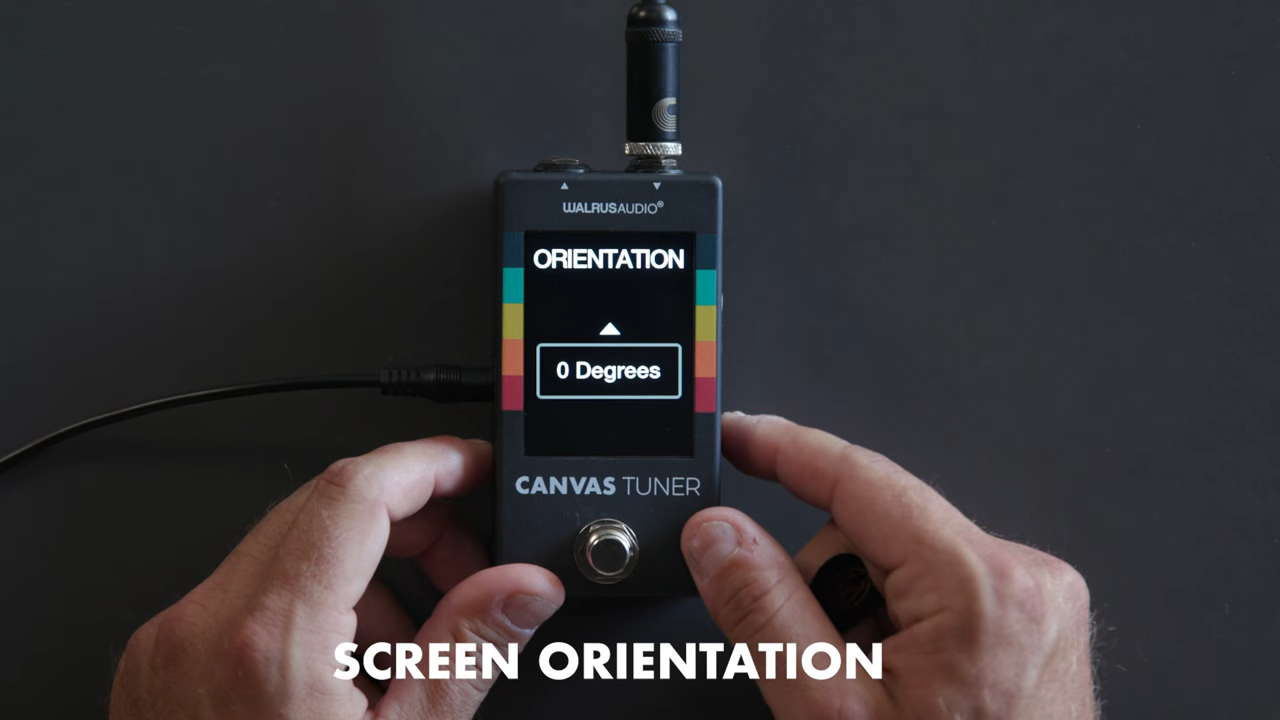 WALRUSAUDIO®
ORIENTATION
0 Degrees
CANVAS TUNER
SCREEN ORIENTATION